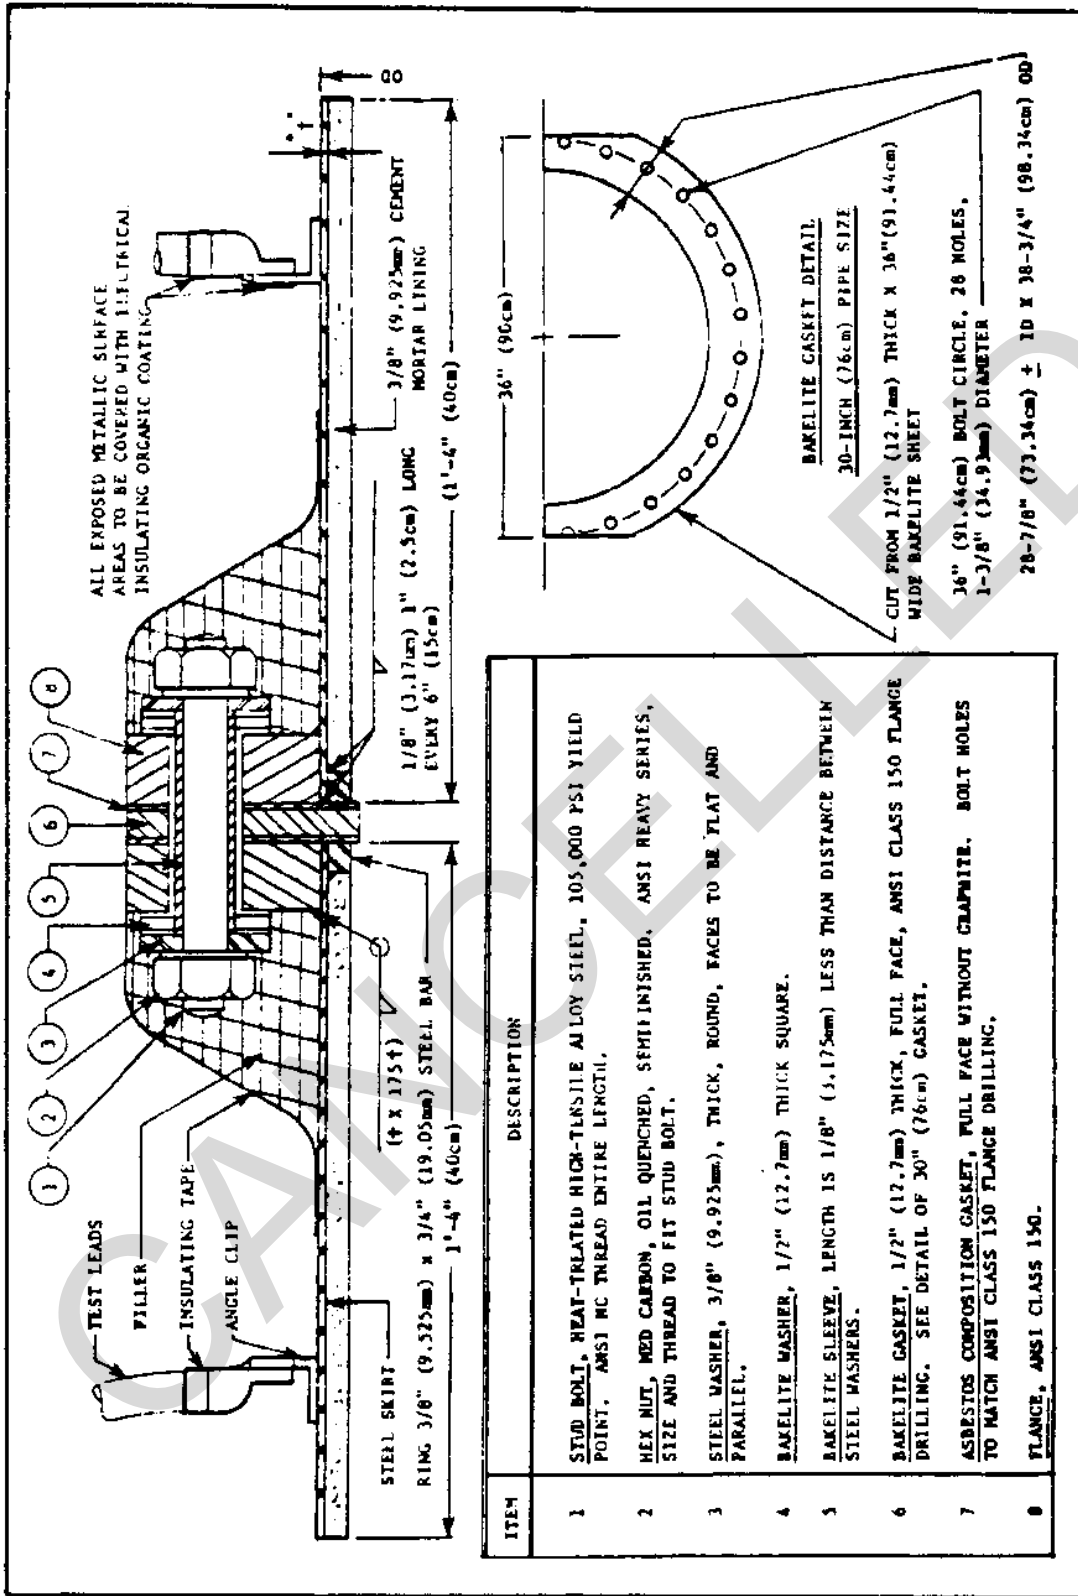 ALL EXPOSED METALLIC SURFACE
AREAS TO BE COVERED WITH
INSULATING ORGANIC COATING
1
2
3
4
5
6
7
8
TEST LEADS
FILLER
INSULATING TAPE
ANGLE CLIP
STEEL SKIRT
(t X 175t)
RING 3/8" (9.525mm) x 3/4" (19.05mm) STEEL BAR
1'-4" (40cm)
1/8" (3.17mm) 1" (2.5cm) LONG
EVERY 6" (15cm)
3/8" (9.925mm) CEMENT
MORTAR LINING
(1'-4" (40cm)
t
OD
36" (90cm)
BAKELITE GASKET DETAIL
30-INCH (76cm) PIPE SIZE
CUT FROM 1/2" (12.7mm) THICK X 36"(91.44cm)
WIDE BAKELITE SHEET
36" (91.44cm) BOLT CIRCLE, 28 HOLES,
1-3/8" (34.93mm) DIAMETER
28-7/8" (73.34cm) ± ID X 38-3/4" (98.34cm) OD
ITEM DESCRIPTION
1 STUD BOLT, HEAT-TREATED HIGH-TENSILE ALLOY STEEL, 105,000 PSI YIELD
POINT. ANSI NC THREAD ENTIRE LENGTH.
2 HEX NUT, MED CARBON, OIL QUENCHED, SEMIFINISHED. ANSI HEAVY SERIES,
SIZE AND THREAD TO FIT STUD BOLT.
3 STEEL WASHER, 3/8" (9.925mm), THICK, ROUND, FACES TO BE FLAT AND
PARALLEL.
4 BAKELITE WASHER, 1/2" (12.7mm) THICK SQUARE.
5 BAKELITE SLEEVE, LENGTH IS 1/8" (3.175mm) LESS THAN DISTANCE BETWEEN
STEEL WASHERS.
6 BAKELITE GASKET, 1/2" (12.7mm) THICK, FULL FACE, ANSI CLASS 150 FLANGE
DRILLING. SEE DETAIL OF 30" (76cm) GASKET.
7 ASBESTOS COMPOSITION GASKET, FULL FACE WITHOUT GRAPHITE. BOLT HOLES
TO MATCH ANSI CLASS 150 FLANGE DRILLING.
8 FLANGE, ANSI CLASS 150.
CANCELLED